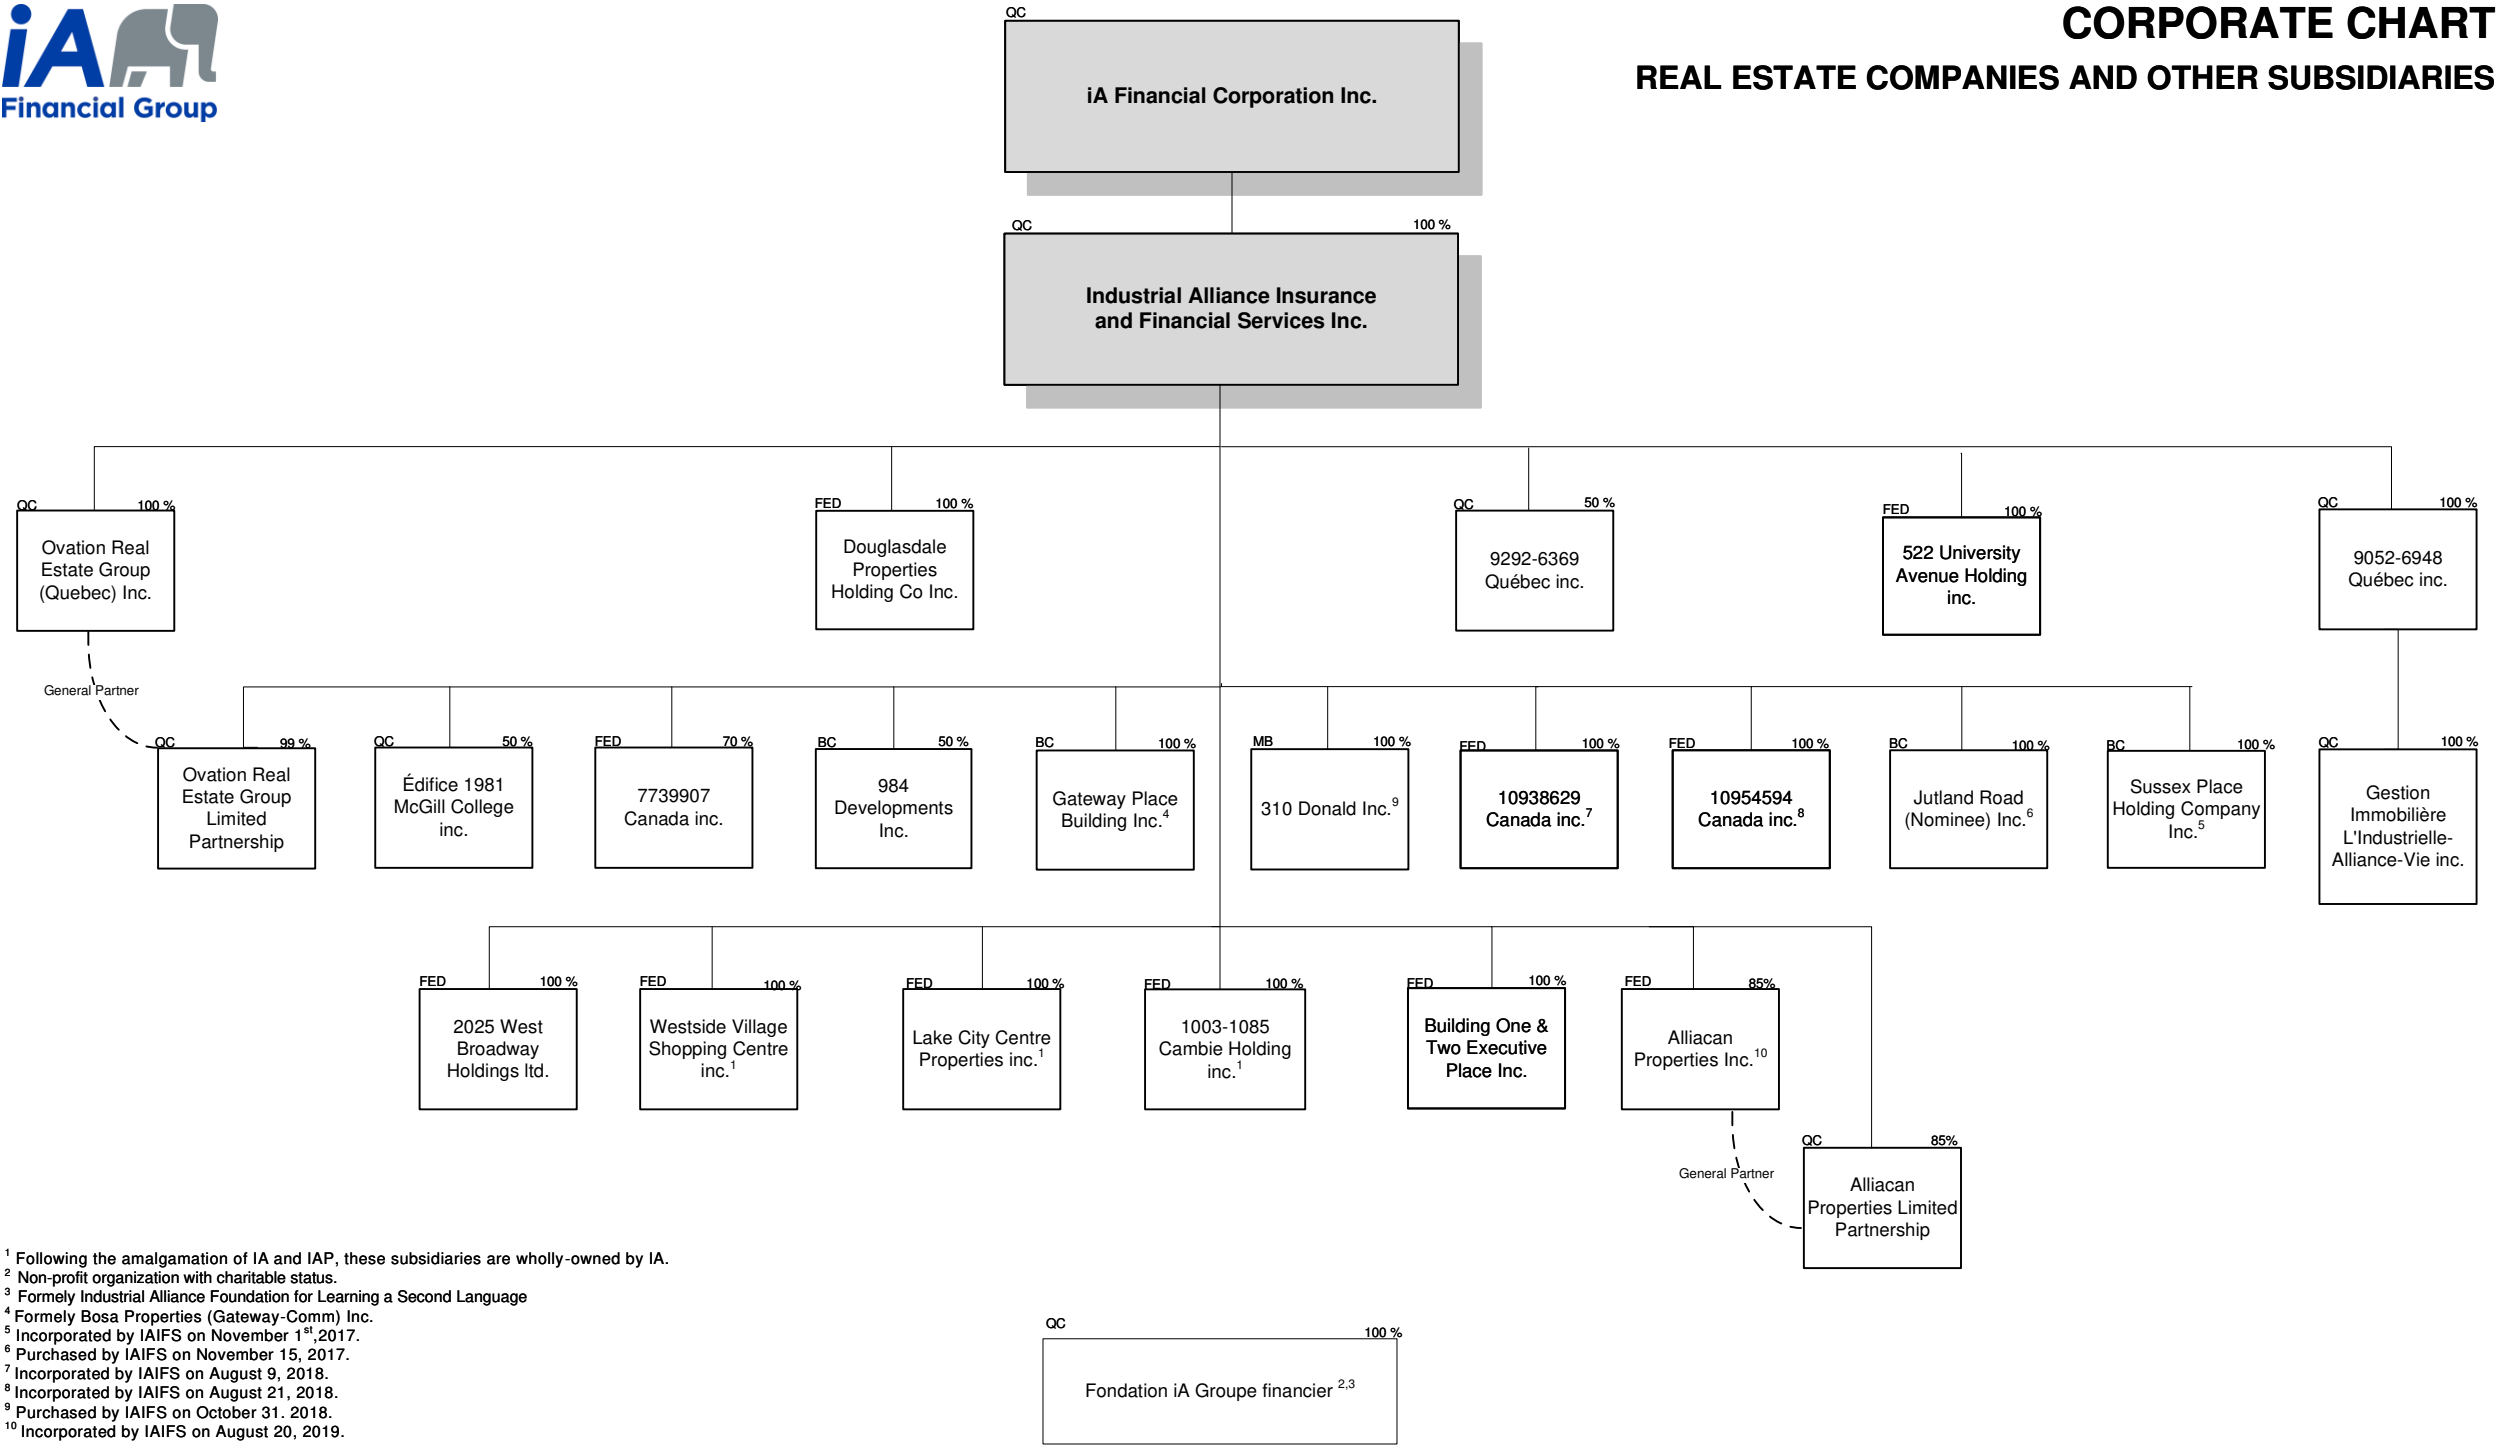 iA
Financial Group
CORPORATE CHART
REAL ESTATE COMPANIES AND OTHER SUBSIDIARIES
QC
iA Financial Corporation Inc.
QC 100 %
Industrial Alliance Insurance
and Financial Services Inc.
QC 100 %
Ovation Real
Estate Group
(Quebec) Inc.
FED 100 %
Douglasdale
Properties
Holding Co Inc.
QC 50 %
9292-6369
Québec inc.
FED 100 %
522 University
Avenue Holding
inc.
QC 100 %
9052-6948
Québec inc.
General Partner
QC 99 %
Ovation Real
Estate Group
Limited
Partnership
QC 50 %
Édifice 1981
McGill College
inc.
FED 70 %
7739907
Canada inc.
BC 50 %
984
Developments
Inc.
BC 100 %
Gateway Place
Building Inc.4
MB 100 %
310 Donald Inc.9
FED 100 %
10938629
Canada inc.7
FED 100 %
10954594
Canada inc.8
BC 100 %
Jutland Road
(Nominee) Inc.6
BC 100 %
Sussex Place
Holding Company
Inc.5
QC 100 %
Gestion
Immobilière
L'Industrielle-
Alliance-Vie inc.
FED 100 %
2025 West
Broadway
Holdings ltd.
FED 100 %
Westside Village
Shopping Centre
inc.1
FED 100 %
Lake City Centre
Properties inc.1
FED 100 %
1003-1085
Cambie Holding
inc.1
FED 100 %
Building One &
Two Executive
Place Inc.
FED 85%
Alliacan
Properties Inc.10
General Partner
QC 85%
Alliacan
Properties Limited
Partnership
1 Following the amalgamation of IA and IAP, these subsidiaries are wholly-owned by IA.
2 Non-profit organization with charitable status.
3 Formely Industrial Alliance Foundation for Learning a Second Language
4 Formely Bosa Properties (Gateway-Comm) Inc.
5 Incorporated by IAIFS on November 1st,2017.
6 Purchased by IAIFS on November 15, 2017.
7 Incorporated by IAIFS on August 9, 2018.
8 Incorporated by IAIFS on August 21, 2018.
9 Purchased by IAIFS on October 31. 2018.
10 Incorporated by IAIFS on August 20, 2019.
QC 100 %
Fondation iA Groupe financier 2,3